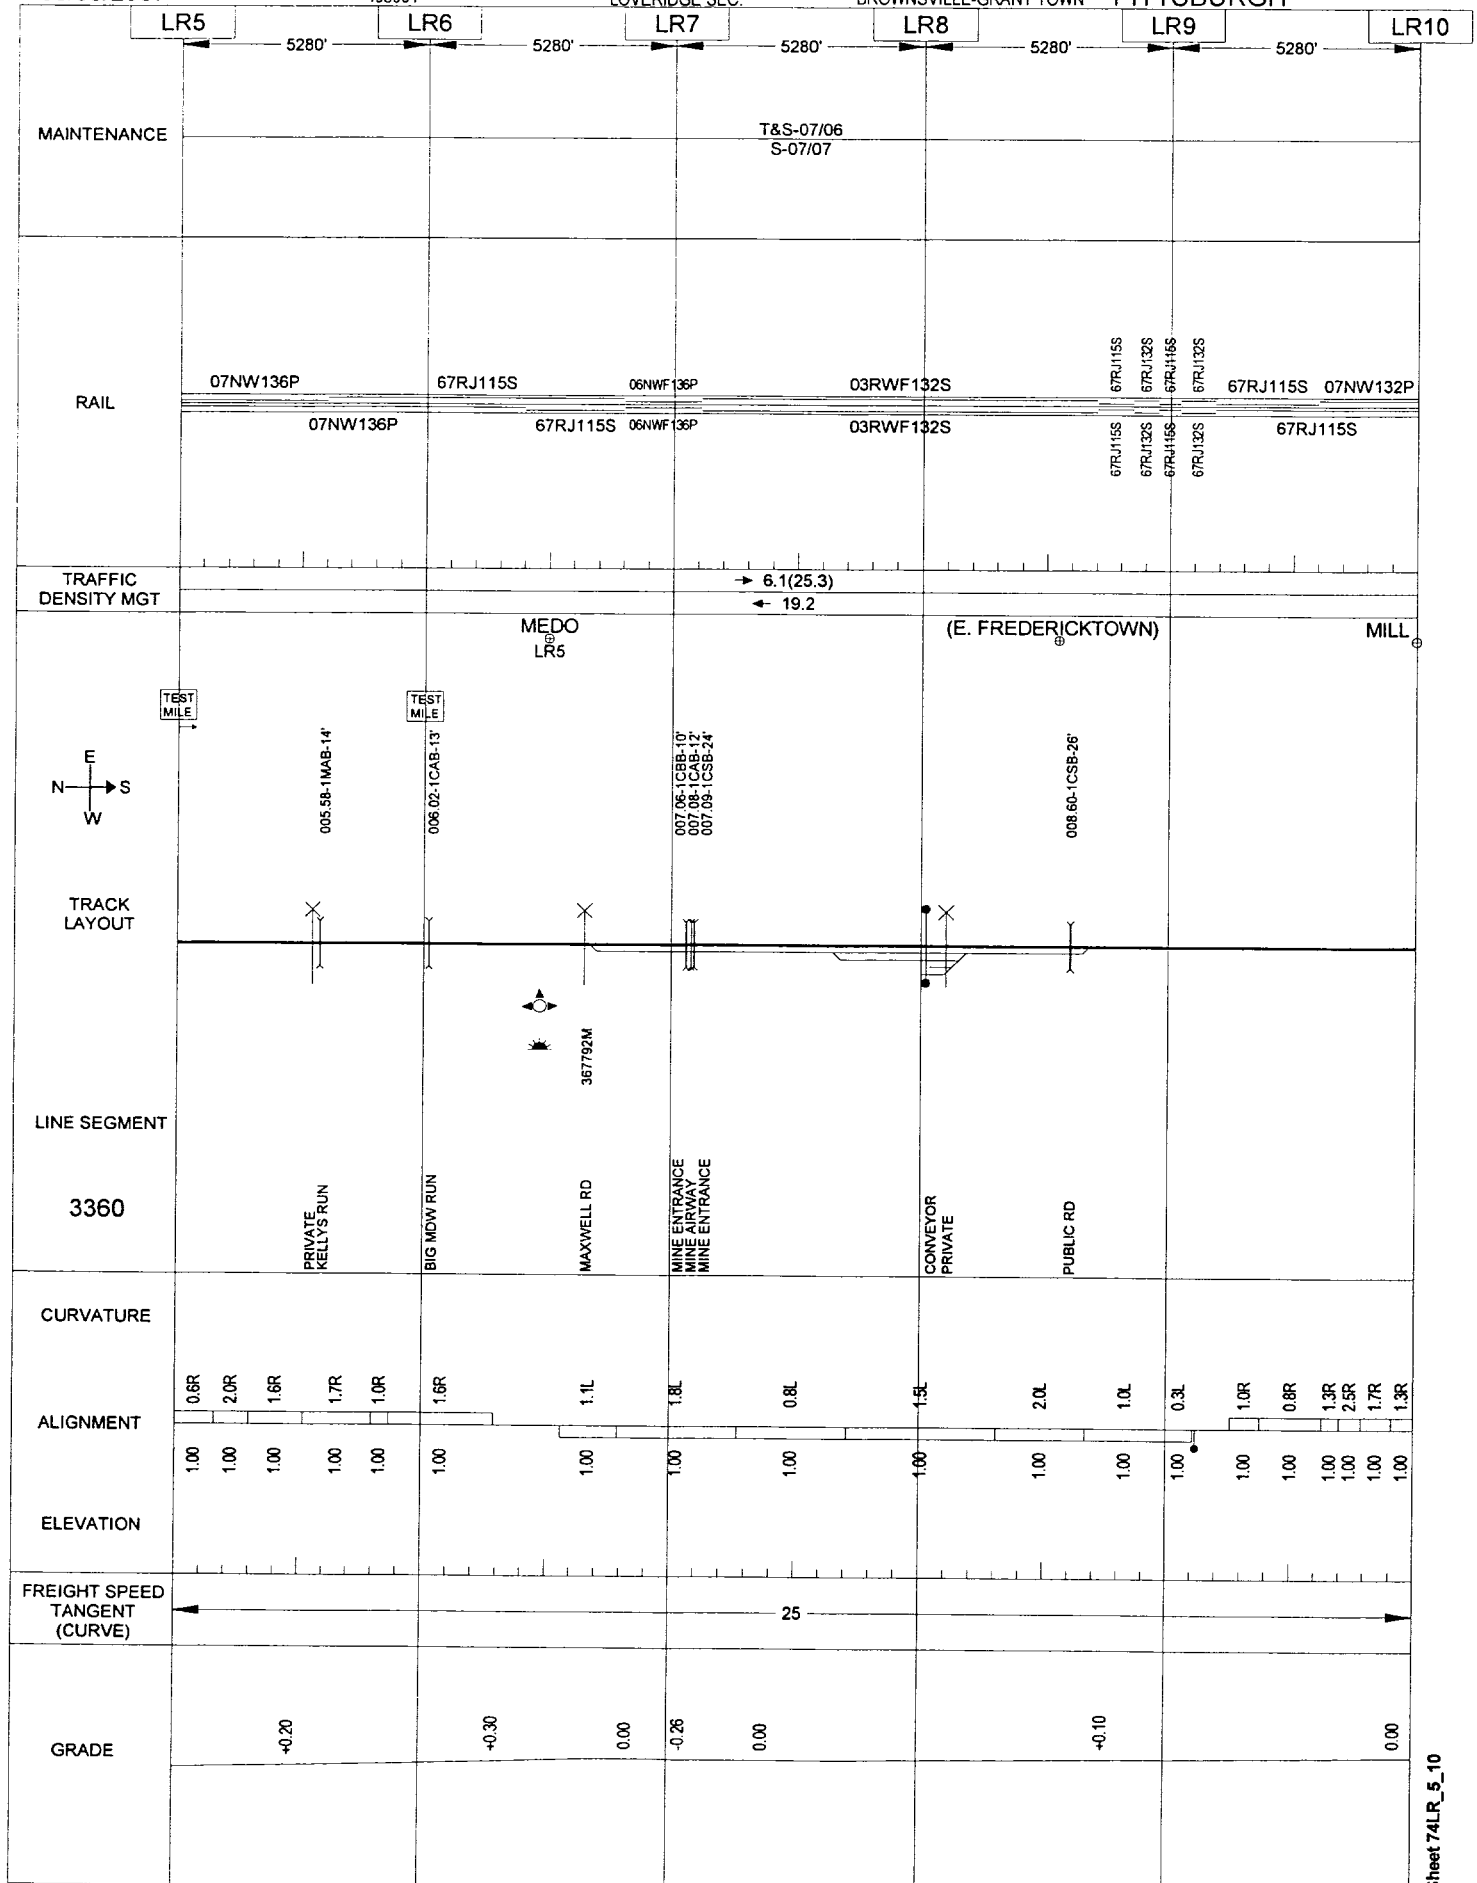 LOVERIDGE SEC. BROWNSVILLE-GRANT TOWN PITTSBURGH
LR5 LR6 LR7 LR8 LR9 LR10
5280' 5280' 5280' 5280' 5280'
MAINTENANCE
T&S-07/06
S-07/07
67RJ115S 67RJ132S 67RJ115S 67RJ132S
07NW136P 67RJ115S 06NWF136P 03RWF132S 67RJ115S 07NW132P
RAIL
07NW136P 67RJ115S 06NWF136P 03RWF132S 67RJ115S
67RJ115S 67RJ132S 67RJ115S 67RJ132S
TRAFFIC
DENSITY MGT
6.1(25.3)
19.2
MEDO (E. FREDERICKTOWN) MILL
LR5
TEST
MILE
TEST
MILE
E
N S
W
005.58-1MAB-14'
006.02-1CAB-13'
007.06-1CBB-10'
007.08-1CAB-12'
007.09-1CSB-24'
008.60-1CSB-26'
TRACK
LAYOUT
367792M
LINE SEGMENT
3360
PRIVATE
KELLYS RUN
BIG MDW RUN
MAXWELL RD
MINE ENTRANCE
MINE AIRWAY
MINE ENTRANCE
CONVEYOR
PRIVATE
PUBLIC RD
CURVATURE
0.6R 2.0R 1.6R 1.7R 1.0R 1.6R 1.1L 1.8L 0.8L 1.5L 2.0L 1.0L 0.3L 1.0R 0.8R 1.3R 2.5R 1.7R 1.3R
ALIGNMENT
1.00 1.00 1.00 1.00 1.00 1.00 1.00 1.00 1.00 1.00 1.00 1.00 1.00 1.00 1.00 1.00 1.00 1.00 1.00
ELEVATION
FREIGHT SPEED
TANGENT
(CURVE)
25
GRADE
+0.20 +0.30 0.00 -0.26 0.00 +0.10 0.00
Sheet 74LR_5_10